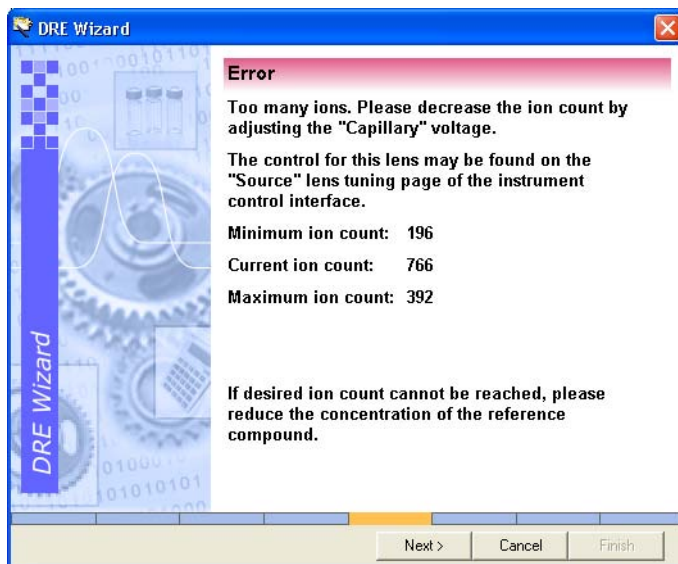 DRE Wizard
Error
Too many ions. Please decrease the ion count by
adjusting the "Capillary" voltage.
The control for this lens may be found on the
"Source" lens tuning page of the instrument
control interface.
Minimum ion count: 196
Current ion count: 766
Maximum ion count: 392
If desired ion count cannot be reached, please
reduce the concentration of the reference
compound.
DRE Wizard
Next >
Cancel
Finish